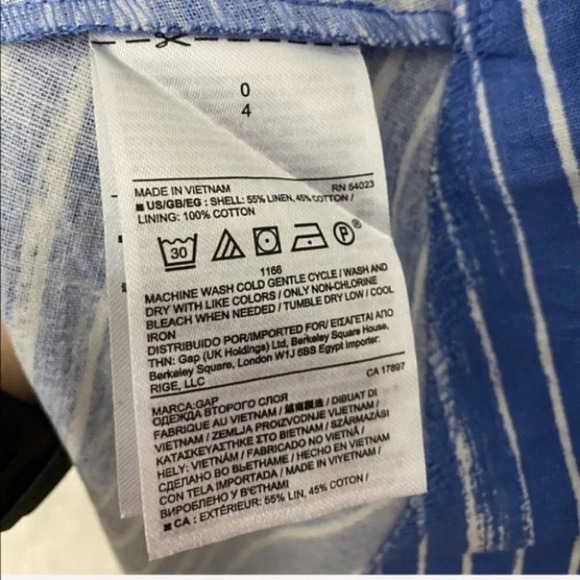 0
4
MADE IN VIETNAM RN 54023
■ US/GB/EG : SHELL: 55% LINEN, 45% COTTON /
LINING: 100% COTTON
30 P ®
1166
MACHINE WASH COLD GENTLE CYCLE / WASH AND
DRY WITH LIKE COLORS / ONLY NON-CHLORINE
BLEACH WHEN NEEDED / TUMBLE DRY LOW / COOL
IRON
DISTRIBUIDO POR/IMPORTED FOR/ ΕΙΣΑΓΕΤΑΙ ΑΠΟ
ΤΗΝ: Gap (UK Holdings) Ltd, Berkeley Square House,
Berkeley Square, London W1J 6BS Egypt Importer:
RIGE, LLC
CA 17897
MARCA:GAP
ОДЕЖДА ВТОРОГО СЛОЯ
FABRIQUÉ AU VIETNAM / 越南製造 / DIBUAT DI
VIETNAM / ZEMLJA PROIZVODNJE VIJETNAM /
ΚΑΤΑΣΚΕΥΑΣΤΗΚΕ ΣΤΟ ΒΙΕΤΝΑΜ / SZÁRMAZÁSI
HELY: VIETNÁM / FABRICADO NO VIETNÃ /
СДЕЛАНО ВО ВЬЕТНАМЕ / HECHO EN VIETNAM
CON TELA IMPORTADA / MADE IN VIYETNAM /
ВИРОБЛЕНО У В'ЄТНАМІ
■ CA : EXTÉRIEUR: 55% LIN, 45% COTON /